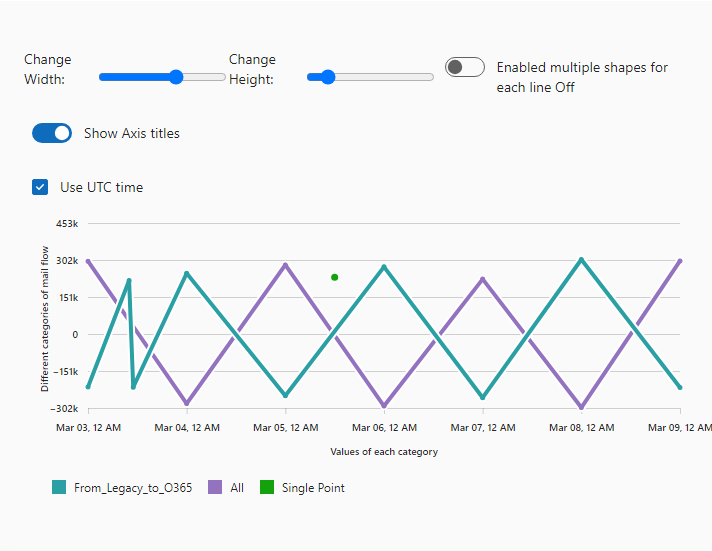 Change Width:
Change Height:
Enabled multiple shapes for each line Off
Show Axis titles
Use UTC time
453k
302k
151k
0
−151k
−302k
Different categories of mail flow
Mar 03, 12 AM
Mar 04, 12 AM
Mar 05, 12 AM
Mar 06, 12 AM
Mar 07, 12 AM
Mar 08, 12 AM
Mar 09, 12 AM
Values of each category
From_Legacy_to_O365
All
Single Point